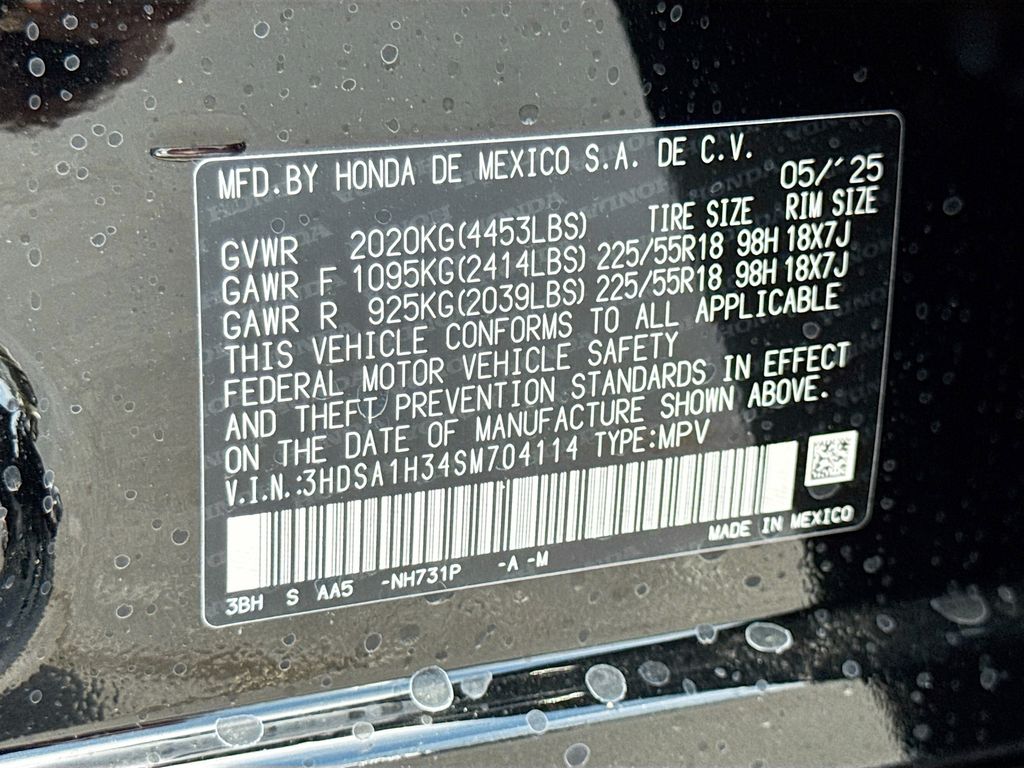 MFD.BY HONDA DE MEXICO S.A. DE C.V.
05/'25
TIRE SIZE RIM SIZE
GVWR 2020KG(4453LBS)
GAWR F 1095KG(2414LBS) 225/55R18 98H 18X7J
GAWR R 925KG(2039LBS) 225/55R18 98H 18X7J
THIS VEHICLE CONFORMS TO ALL APPLICABLE
FEDERAL MOTOR VEHICLE SAFETY
AND THEFT PREVENTION STANDARDS IN EFFECT
ON THE DATE OF MANUFACTURE SHOWN ABOVE.
V.I.N.:3HDSA1H34SM704114 TYPE:MPV
MADE IN MEXICO
3BH S AA5 -NH731P -A -M